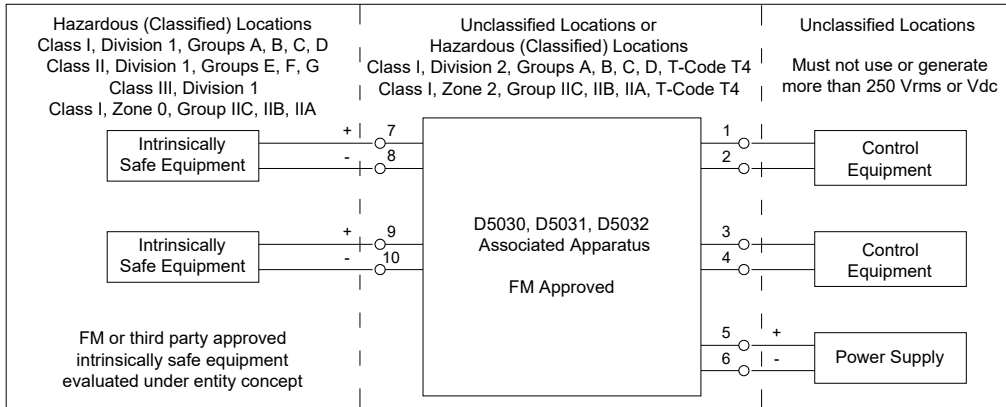 Hazardous (Classified) Locations
Class I, Division 1, Groups A, B, C, D
Class II, Division 1, Groups E, F, G
Class III, Division 1
Class I, Zone 0, Group IIC, IIB, IIA
Unclassified Locations or
Hazardous (Classified) Locations
Class I, Division 2, Groups A, B, C, D, T-Code T4
Class I, Zone 2, Group IIC, IIB, IIA, T-Code T4
Unclassified Locations
Must not use or generate
more than 250 Vrms or Vdc
Intrinsically
Safe Equipment
+ 7
- 8
Intrinsically
Safe Equipment
+ 9
- 10
FM or third party approved
intrinsically safe equipment
evaluated under entity concept
D5030, D5031, D5032
Associated Apparatus
FM Approved
1
2
Control
Equipment
3
4
Control
Equipment
5 +
6 -
Power Supply